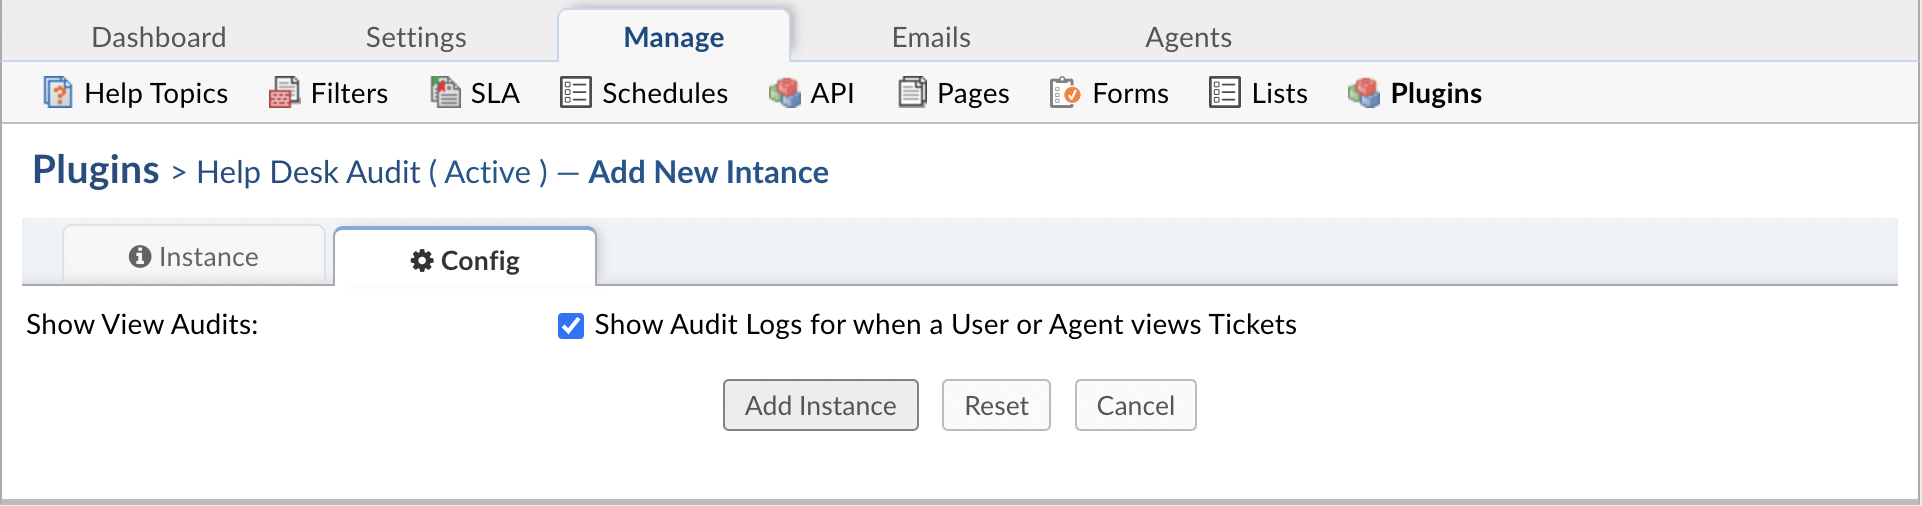 Dashboard Settings Manage Emails Agents
Help Topics Filters SLA Schedules API Pages Forms Lists Plugins
Plugins > Help Desk Audit ( Active ) — Add New Intance
Instance Config
Show View Audits: Show Audit Logs for when a User or Agent views Tickets
Add Instance Reset Cancel